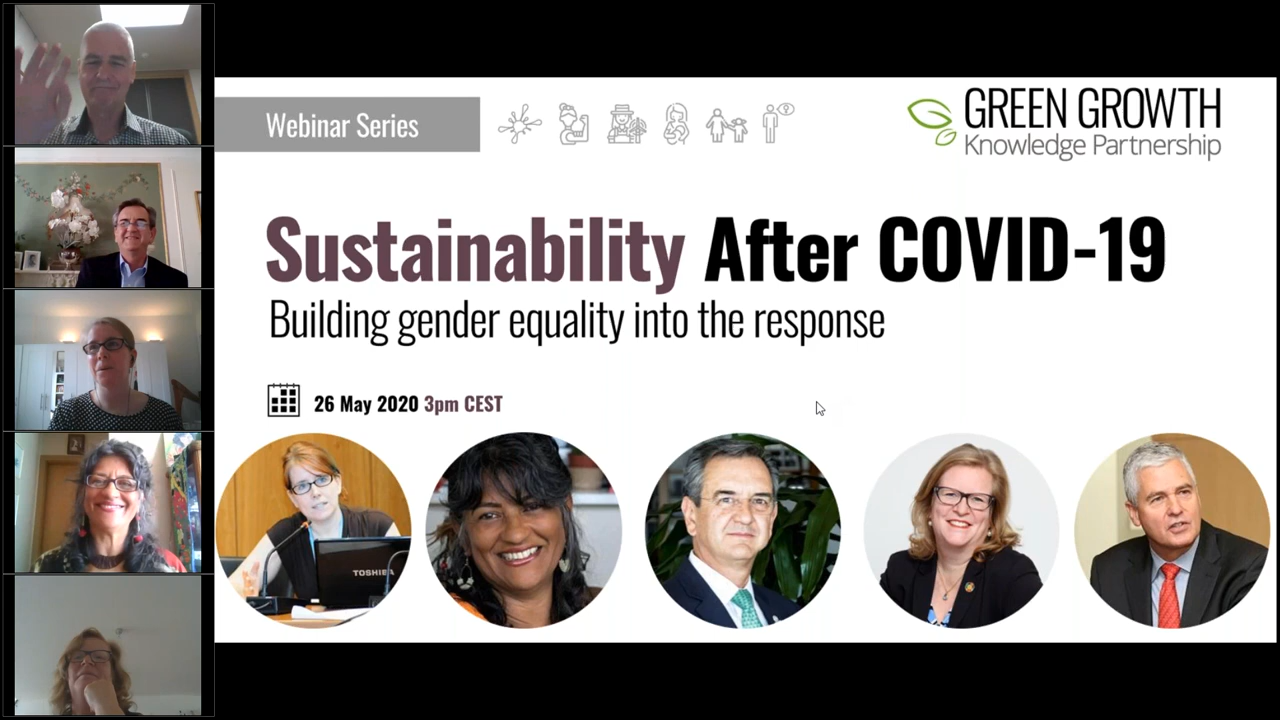 Webinar Series
GREEN GROWTH
Knowledge Partnership
Sustainability After COVID-19
Building gender equality into the response
26 May 2020 3pm CEST
TOSHIBA